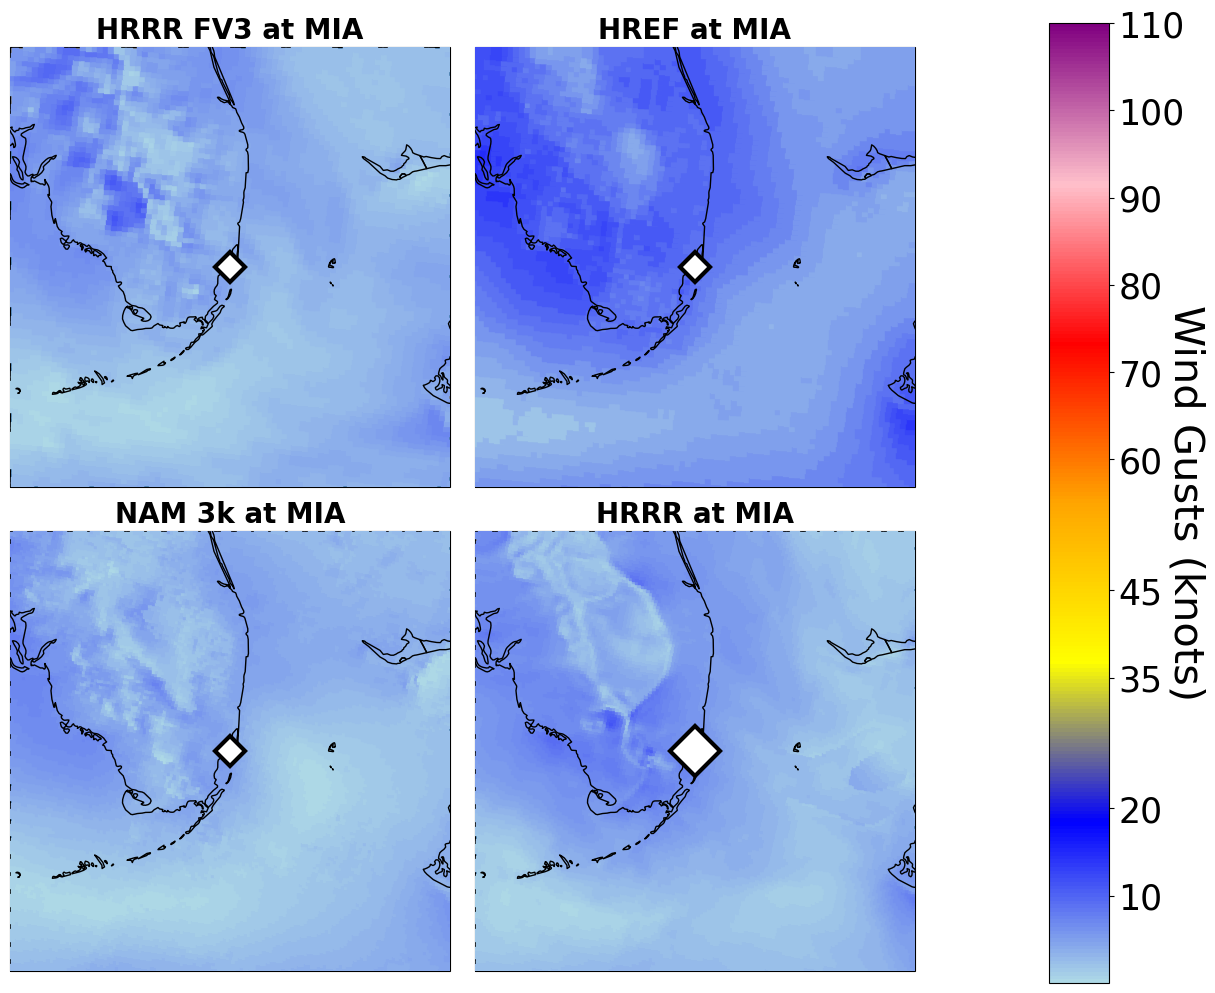 HRRR FV3 at MIA
HREF at MIA
NAM 3k at MIA
HRRR at MIA
110
100
90
80
70
60
45
35
20
10
Wind Gusts (knots)